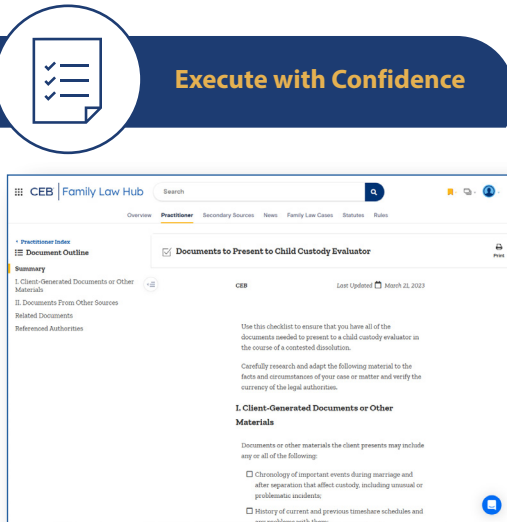 Execute with Confidence
CEB Family Law Hub
Search
Overview Practitioner Secondary Sources News Family Law Cases Statutes Rules
Practitioner Index
Document Outline
Summary
I. Client-Generated Documents or Other
Materials
II. Documents From Other Sources
Related Documents
Referenced Authorities
Documents to Present to Child Custody Evaluator
Print
CEB Last Updated March 21, 2023
Use this checklist to ensure that you have all of the
documents needed to present to a child custody evaluator in
the course of a contested dissolution.
Carefully research and adapt the following material to the
facts and circumstances of your case or matter and verify the
currency of the legal authorities.
I. Client-Generated Documents or Other
Materials
Documents or other materials the client presents may include
any or all of the following:
Chronology of important events during marriage and
after separation that affect custody, including unusual or
problematic incidents;
History of current and previous timeshare schedules and
any problems with them;